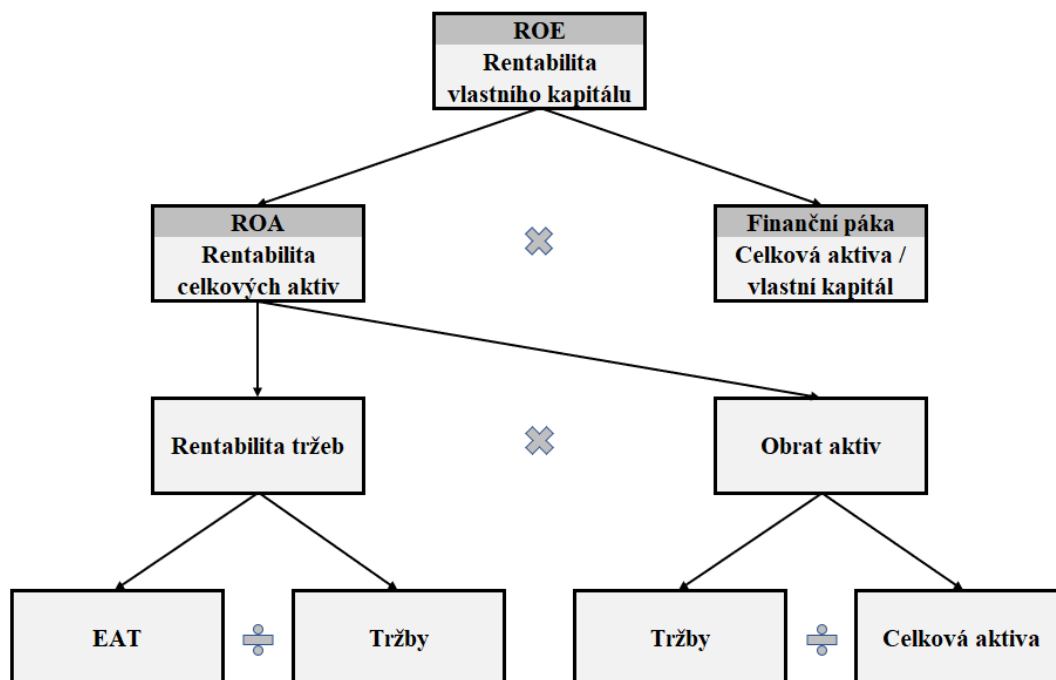 ROE
Rentabilita
vlastního kapitálu
ROA
Rentabilita
celkových aktiv
Finanční páka
Celková aktiva /
vlastní kapitál
Rentabilita tržeb
Obrat aktiv
EAT
Tržby
Tržby
Celková aktiva